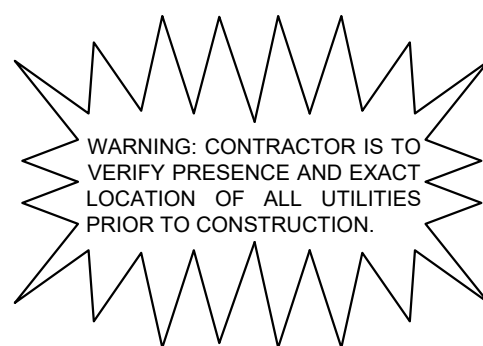 WARNING: CONTRACTOR IS TO
VERIFY PRESENCE AND EXACT
LOCATION OF ALL UTILITIES
PRIOR TO CONSTRUCTION.